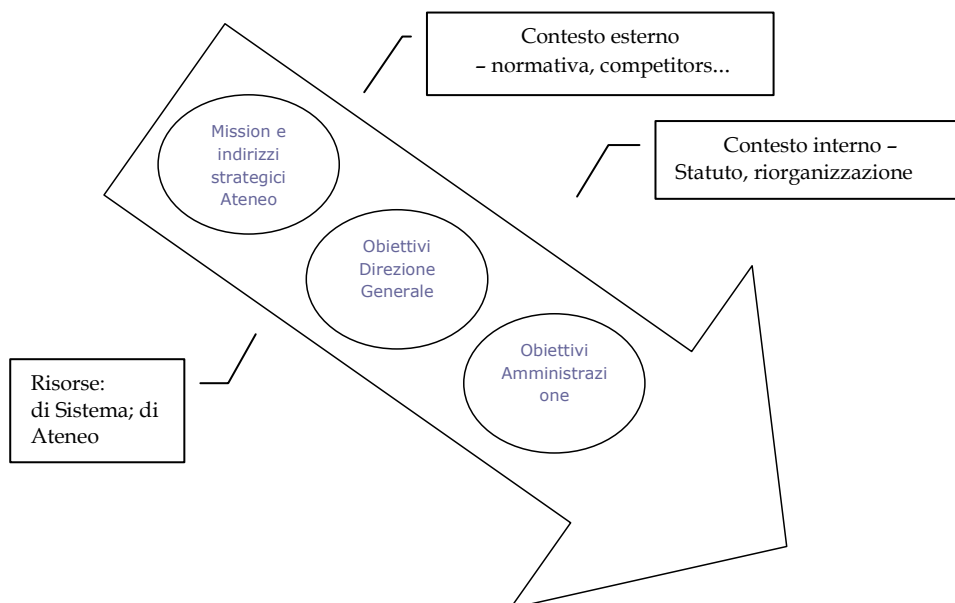 Contesto esterno
– normativa, competitors...
Mission e
indirizzi
strategici
Ateneo
Contesto interno –
Statuto, riorganizzazione
Obiettivi
Direzione
Generale
Obiettivi
Amministrazi
one
Risorse:
di Sistema; di
Ateneo